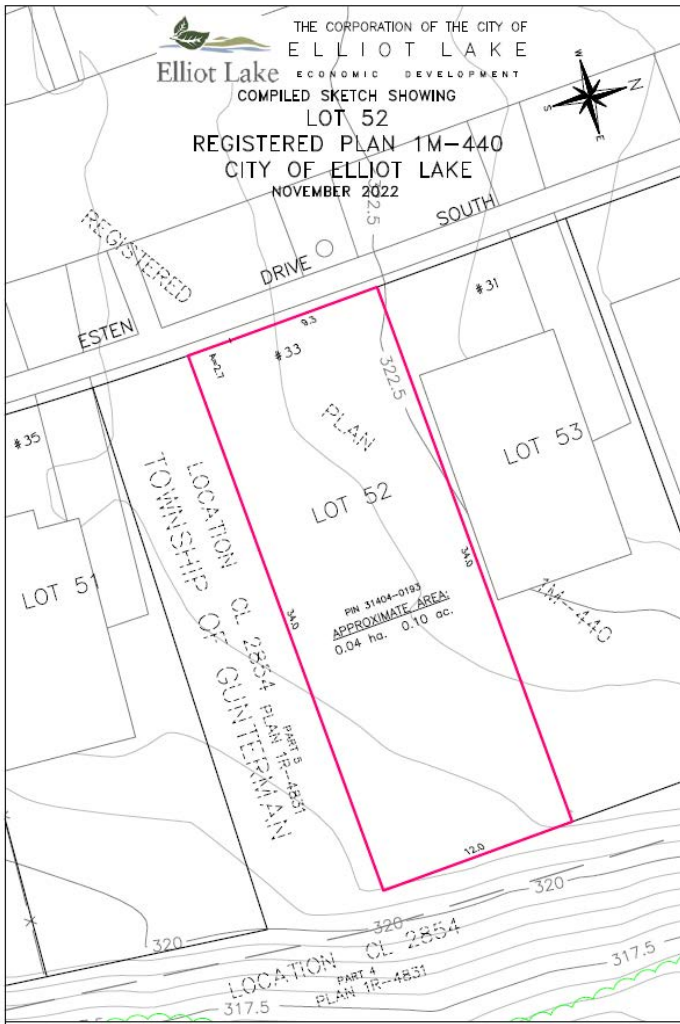 THE CORPORATION OF THE CITY OF
ELLIOT LAKE
Elliot Lake
ECONOMIC DEVELOPMENT
COMPILED SKETCH SHOWING
LOT 52
REGISTERED PLAN 1M-440
CITY OF ELLIOT LAKE
NOVEMBER 2022
W
N
S
E
322.5
REGISTERED
ESTEN
DRIVE
SOUTH
#31
9.3
#33
A=2.7
322.5
#35
PLAN
LOT 53
LOT 52
LOCATION CL 2854
TOWNSHIP OF GUNTERMAN
LOT 51
34.0
34.0
PIN 31404-0193
APPROXIMATE AREA:
0.04 ha. 0.10 ac.
1M-440
PART 5
PLAN 1R-4831
12.0
320
320
320
LOCATION CL 2854
PART 4
PLAN 1R-4831
317.5
317.5